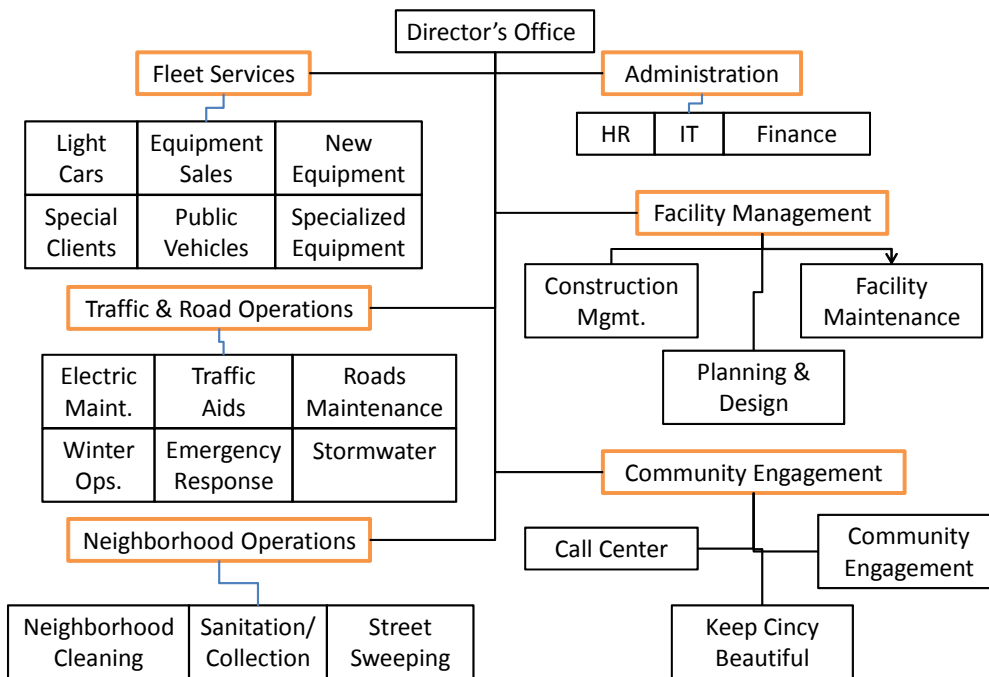 Director's Office
Fleet Services
Administration
Light
Cars
Equipment
Sales
New
Equipment
Special
Clients
Public
Vehicles
Specialized
Equipment
HR
IT
Finance
Facility Management
Construction
Mgmt.
Facility
Maintenance
Planning &
Design
Traffic & Road Operations
Electric
Maint.
Traffic
Aids
Roads
Maintenance
Winter
Ops.
Emergency
Response
Stormwater
Community Engagement
Call Center
Community
Engagement
Keep Cincy
Beautiful
Neighborhood Operations
Neighborhood
Cleaning
Sanitation/
Collection
Street
Sweeping